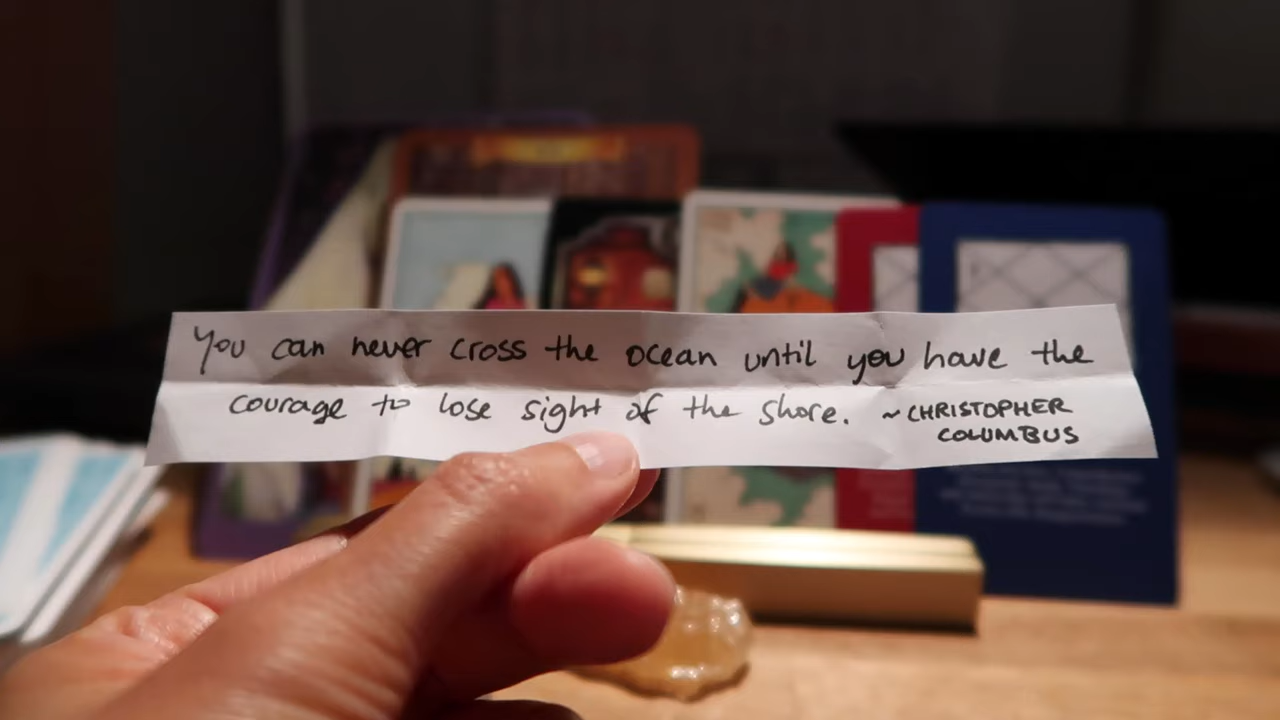 You can never cross the ocean until you have the
courage to lose sight of the shore. ~CHRISTOPHER
COLUMBUS